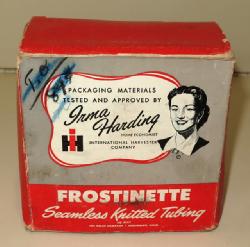 PACKAGING MATERIALS
TESTED AND APPROVED BY
Irma
Harding
HOME ECONOMIST
IH
INTERNATIONAL HARVESTER
COMPANY
FROSTINETTE
Seamless Knitted Tubing